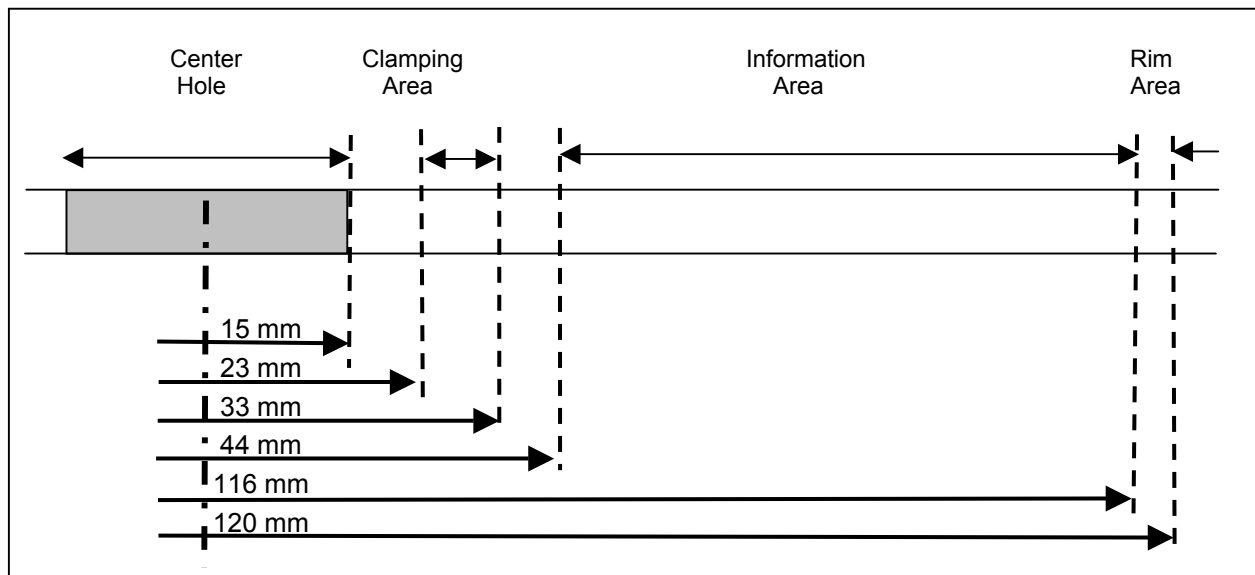 Center
Hole
Clamping
Area
Information
Area
Rim
Area
15 mm
23 mm
33 mm
44 mm
116 mm
120 mm